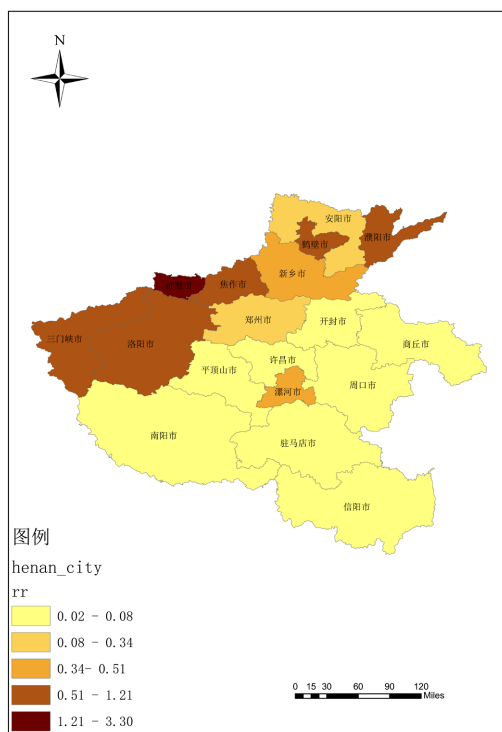 N
安阳市
濮阳市
鹤壁市
新乡市
焦作市
济源市
三门峡市
洛阳市
郑州市
开封市
商丘市
平顶山市
许昌市
漯河市
周口市
南阳市
驻马店市
信阳市
图例
henan_city
rr
0.02 - 0.08
0.08 - 0.34
0.34- 0.51
0.51 - 1.21
1.21 - 3.30
0 15 30 60 90 120
Miles